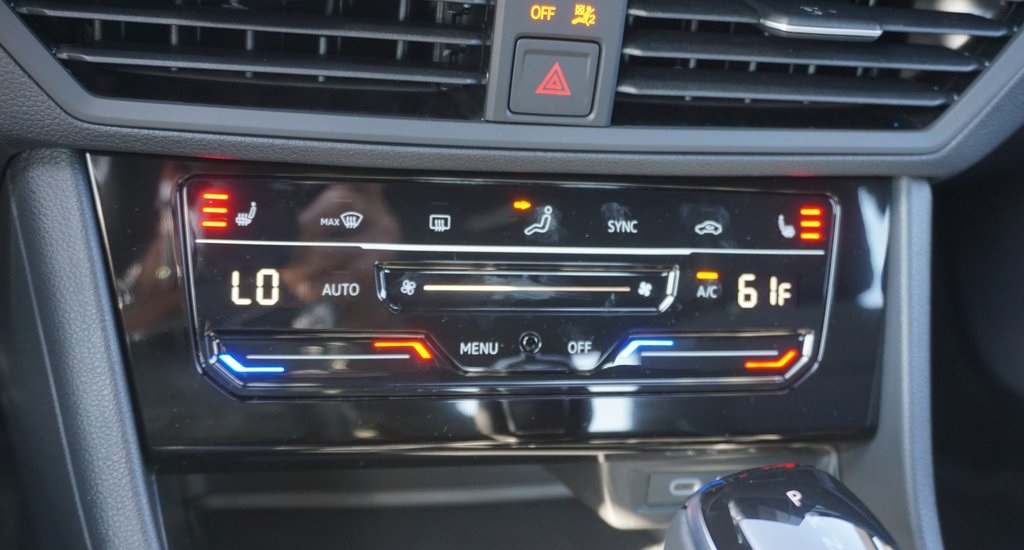 OFF
MAX
SYNC
LO
AUTO
A/C
61F
MENU
OFF
P